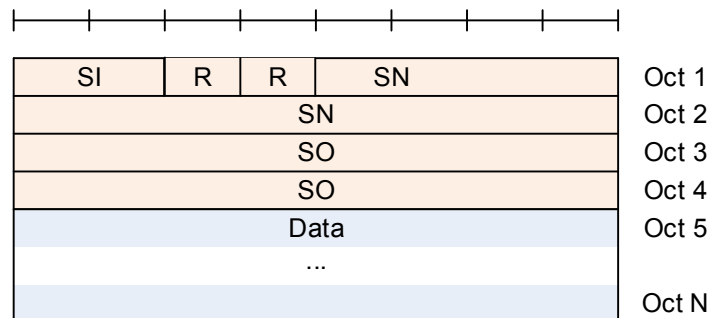 SI R R SN Oct 1
SN Oct 2
SO Oct 3
SO Oct 4
Data Oct 5
...
Oct N